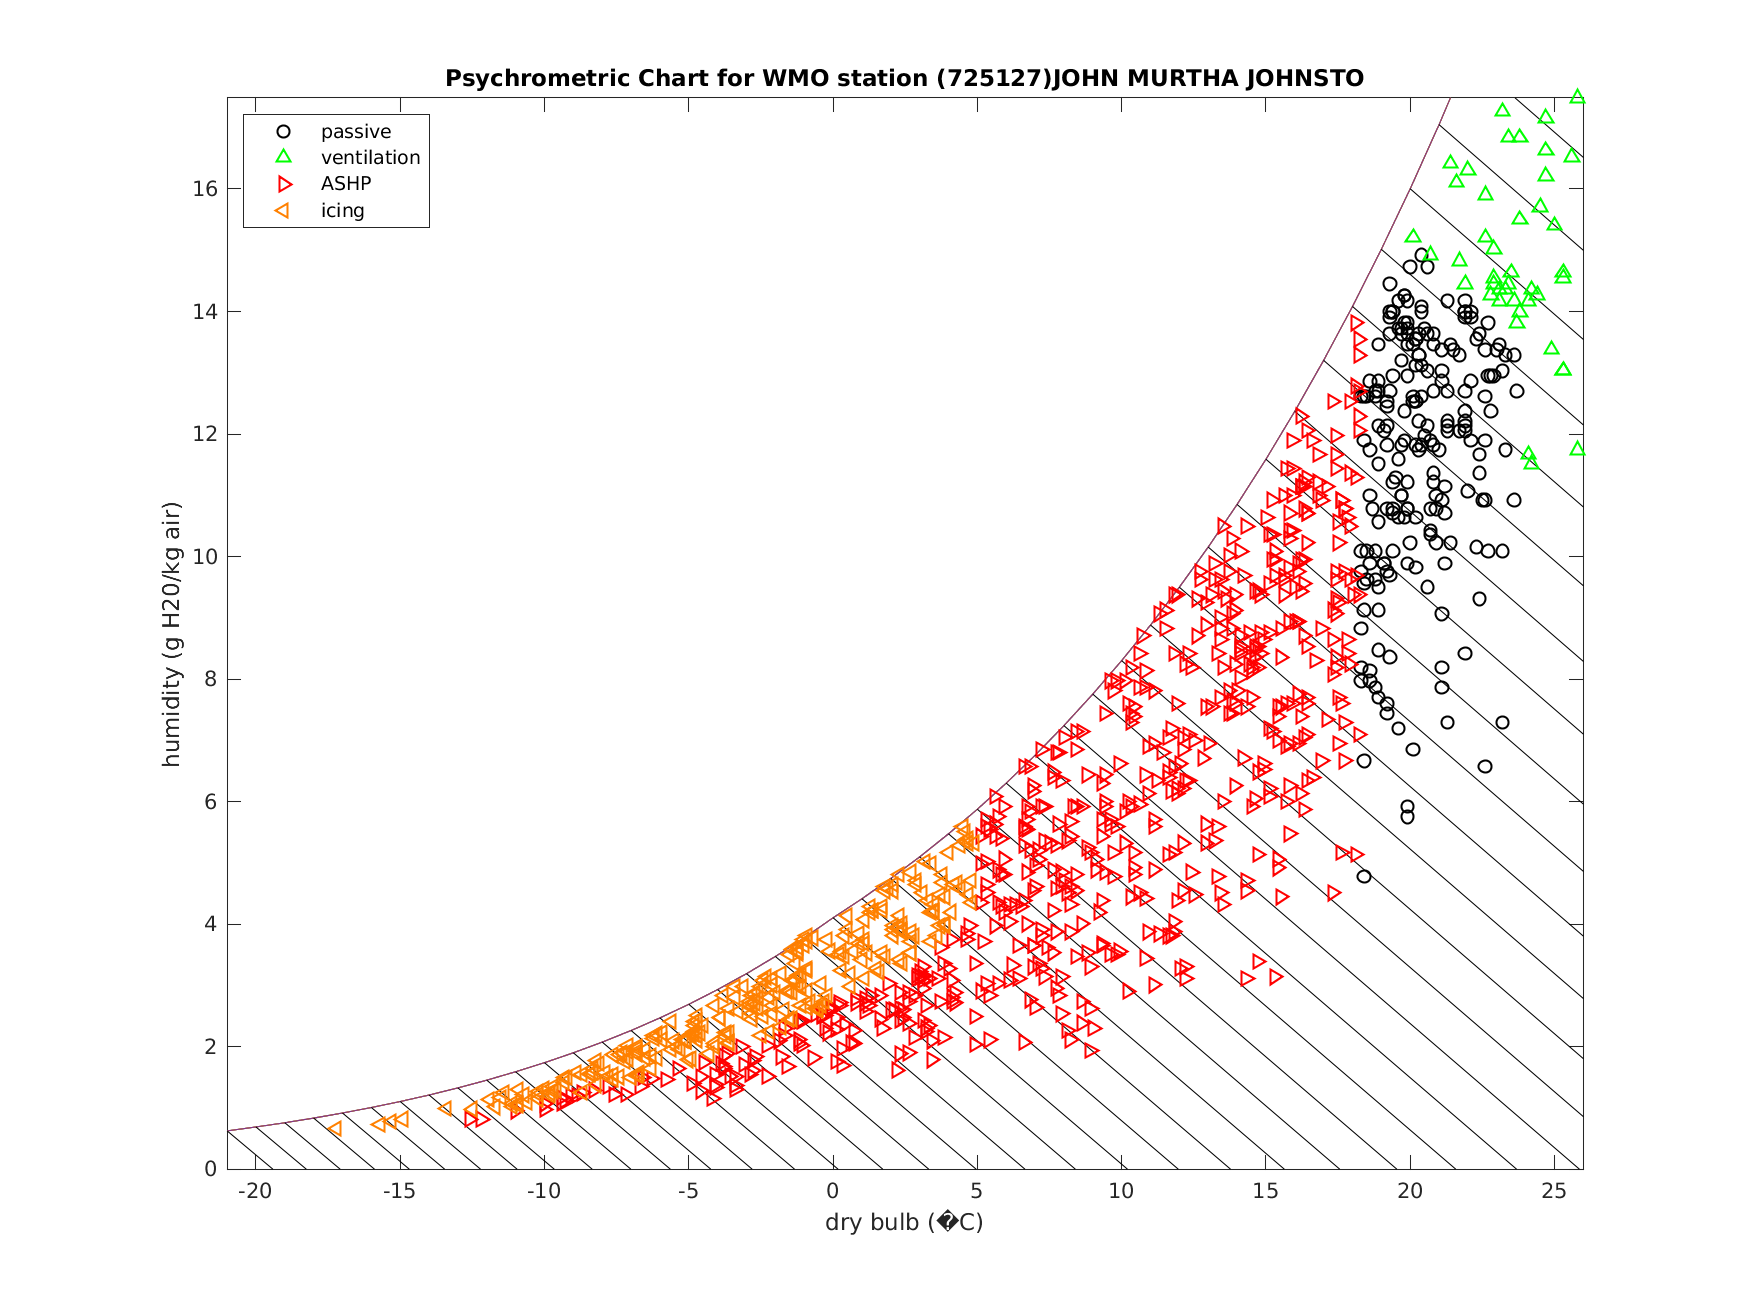 Psychrometric Chart for WMO station (725127)JOHN MURTHA JOHNSTO
passive
ventilation
ASHP
icing
humidity (g H20/kg air)
16
14
12
10
8
6
4
2
0
-20 -15 -10 -5 0 5 10 15 20 25
dry bulb (�C)